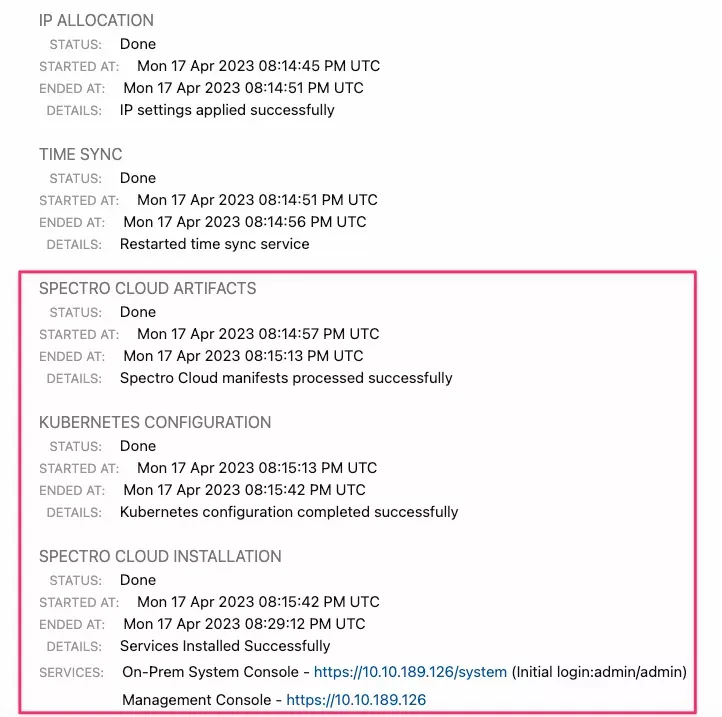 IP ALLOCATION
STATUS: Done
STARTED AT: Mon 17 Apr 2023 08:14:45 PM UTC
ENDED AT: Mon 17 Apr 2023 08:14:51 PM UTC
DETAILS: IP settings applied successfully
TIME SYNC
STATUS: Done
STARTED AT: Mon 17 Apr 2023 08:14:51 PM UTC
ENDED AT: Mon 17 Apr 2023 08:14:56 PM UTC
DETAILS: Restarted time sync service
SPECTRO CLOUD ARTIFACTS
STATUS: Done
STARTED AT: Mon 17 Apr 2023 08:14:57 PM UTC
ENDED AT: Mon 17 Apr 2023 08:15:13 PM UTC
DETAILS: Spectro Cloud manifests processed successfully
KUBERNETES CONFIGURATION
STATUS: Done
STARTED AT: Mon 17 Apr 2023 08:15:13 PM UTC
ENDED AT: Mon 17 Apr 2023 08:15:42 PM UTC
DETAILS: Kubernetes configuration completed successfully
SPECTRO CLOUD INSTALLATION
STATUS: Done
STARTED AT: Mon 17 Apr 2023 08:15:42 PM UTC
ENDED AT: Mon 17 Apr 2023 08:29:12 PM UTC
DETAILS: Services Installed Successfully
SERVICES: On-Prem System Console - https://10.10.189.126/system (Initial login:admin/admin)
Management Console - https://10.10.189.126